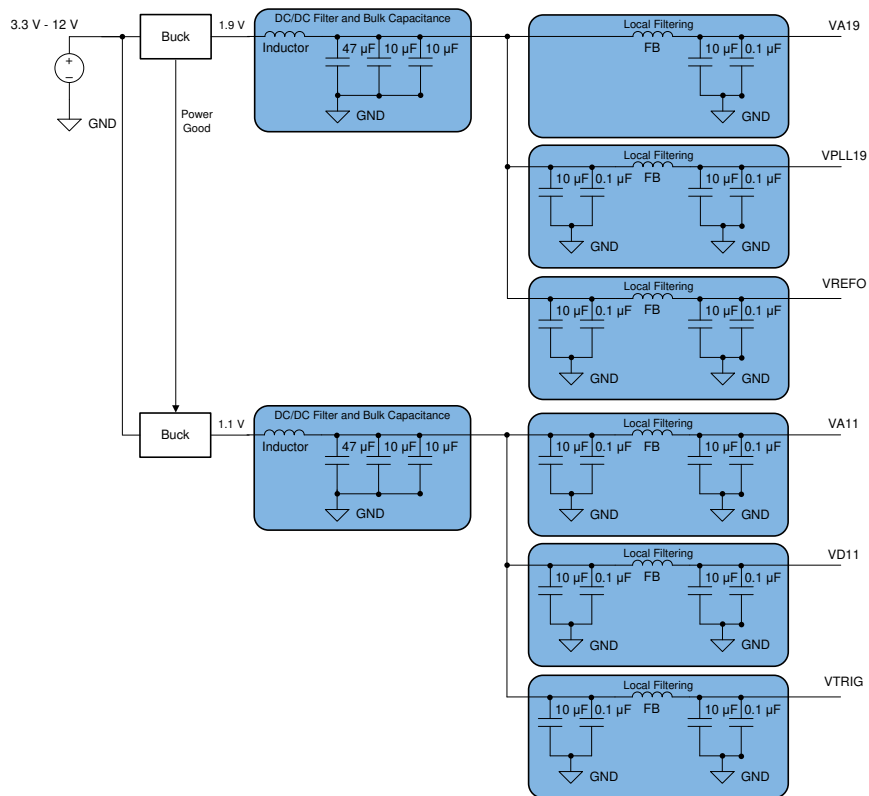 3.3 V - 12 V
Buck
1.9 V
DC/DC Filter and Bulk Capacitance
Inductor
47 µF
10 µF
10 µF
GND
+
–
GND
Power
Good
Local Filtering
FB
10 µF
0.1 µF
GND
VA19
Local Filtering
10 µF
0.1 µF
FB
10 µF
0.1 µF
GND
GND
VPLL19
Local Filtering
10 µF
0.1 µF
FB
10 µF
0.1 µF
GND
GND
VREFO
Buck
1.1 V
DC/DC Filter and Bulk Capacitance
Inductor
47 µF
10 µF
10 µF
GND
Local Filtering
10 µF
0.1 µF
FB
10 µF
0.1 µF
GND
GND
VA11
Local Filtering
10 µF
0.1 µF
FB
10 µF
0.1 µF
GND
GND
VD11
Local Filtering
10 µF
0.1 µF
FB
10 µF
0.1 µF
GND
GND
VTRIG